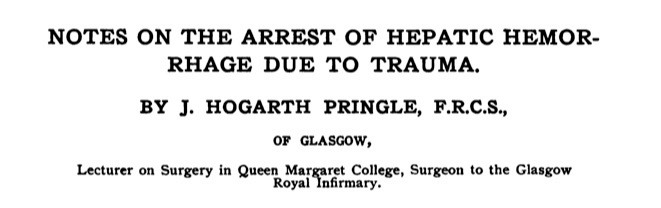 NOTES ON THE ARREST OF HEPATIC HEMOR-
RHAGE DUE TO TRAUMA.
BY J. HOGARTH PRINGLE, F.R.C.S.,
OF GLASGOW,
Lecturer on Surgery in Queen Margaret College, Surgeon to the Glasgow
Royal Infirmary.